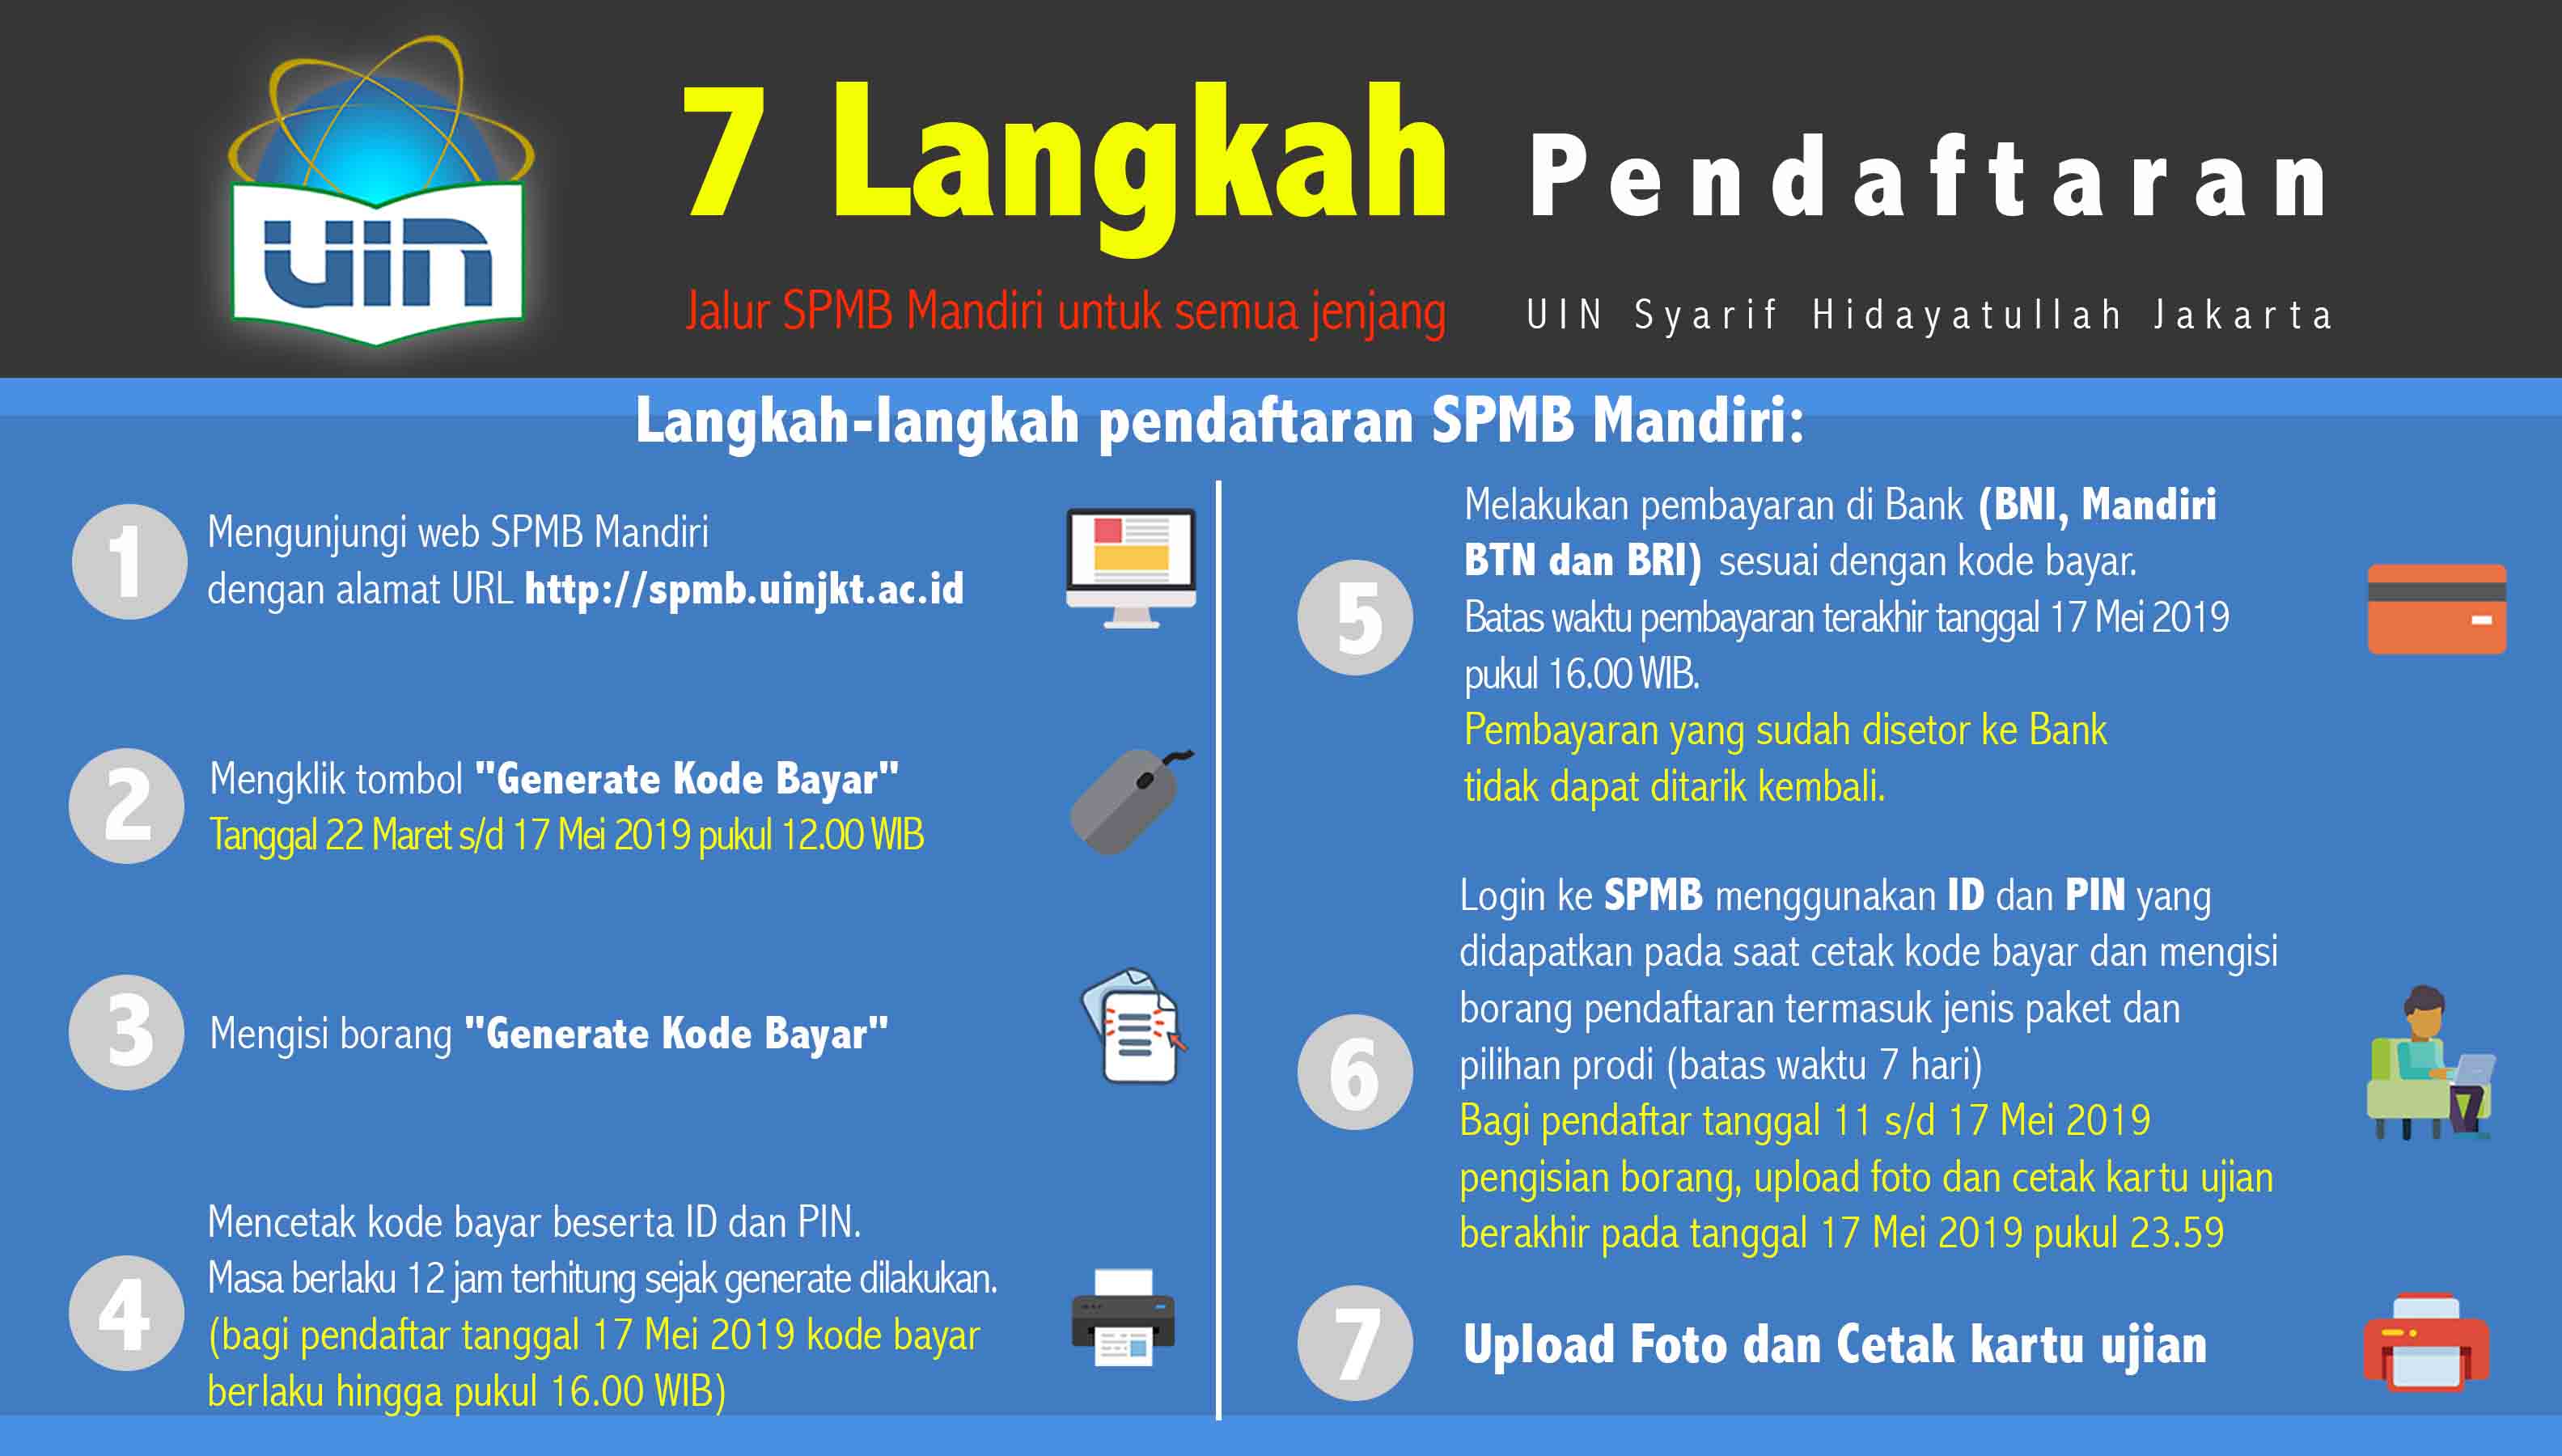 uin
7 Langkah Pendaftaran
Jalur SPMB Mandiri untuk semua jenjang
UIN Syarif Hidayatullah Jakarta
Langkah-langkah pendaftaran SPMB Mandiri:
1
Mengunjungi web SPMB Mandiri
dengan alamat URL http://spmb.uinjkt.ac.id
2
Mengklik tombol "Generate Kode Bayar"
Tanggal 22 Maret s/d 17 Mei 2019 pukul 12.00 WIB
3
Mengisi borang "Generate Kode Bayar"
4
Mencetak kode bayar beserta ID dan PIN.
Masa berlaku 12 jam terhitung sejak generate dilakukan.
(bagi pendaftar tanggal 17 Mei 2019 kode bayar
berlaku hingga pukul 16.00 WIB)
5
Melakukan pembayaran di Bank (BNI, Mandiri
BTN dan BRI) sesuai dengan kode bayar.
Batas waktu pembayaran terakhir tanggal 17 Mei 2019
pukul 16.00 WIB.
Pembayaran yang sudah disetor ke Bank
tidak dapat ditarik kembali.
6
Login ke SPMB menggunakan ID dan PIN yang
didapatkan pada saat cetak kode bayar dan mengisi
borang pendaftaran termasuk jenis paket dan
pilihan prodi (batas waktu 7 hari)
Bagi pendaftar tanggal 11 s/d 17 Mei 2019
pengisian borang, upload foto dan cetak kartu ujian
berakhir pada tanggal 17 Mei 2019 pukul 23.59
7
Upload Foto dan Cetak kartu ujian